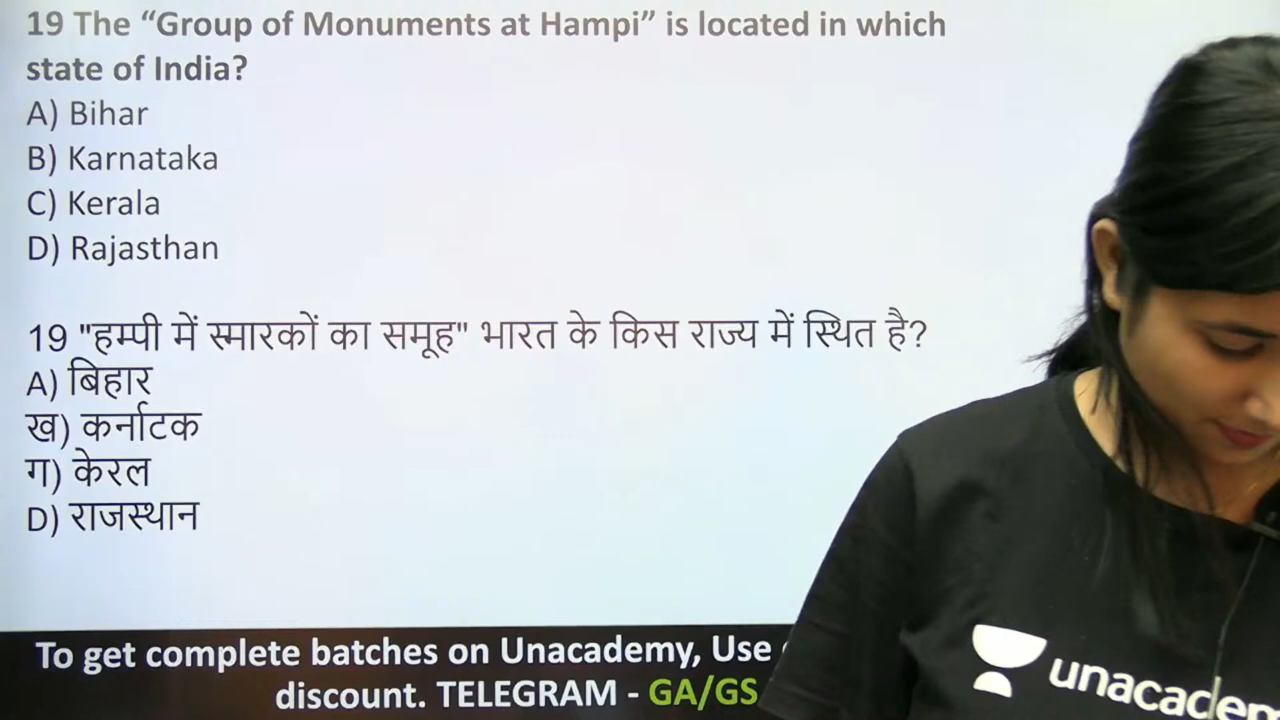 19 The “Group of Monuments at Hampi” is located in which
state of India?
A) Bihar
B) Karnataka
C) Kerala
D) Rajasthan
19 "हम्पी में स्मारकों का समूह" भारत के किस राज्य में स्थित है?
A) बिहार
ख) कर्नाटक
ग) केरल
D) राजस्थान
To get complete batches on Unacademy, Use
discount. TELEGRAM - GA/GS
unacadem